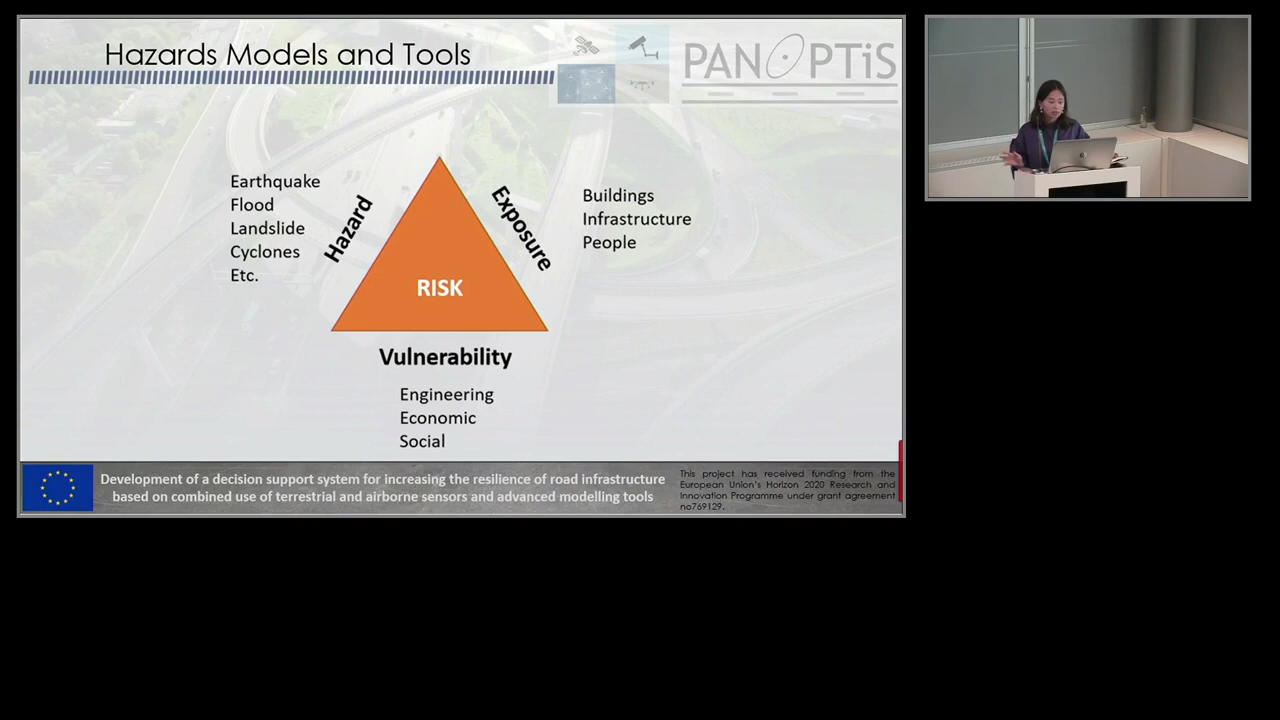 Hazards Models and Tools
PANOPTiS
Earthquake
Flood
Landslide
Cyclones
Etc.
Hazard
Exposure
Buildings
Infrastructure
People
RISK
Vulnerability
Engineering
Economic
Social
Development of a decision support system for increasing the resilience of road infrastructure
based on combined use of terrestrial and airborne sensors and advanced modelling tools
This project has received funding from the
European Union's Horizon 2020 Research and
Innovation Programme under grant agreement
no769129.